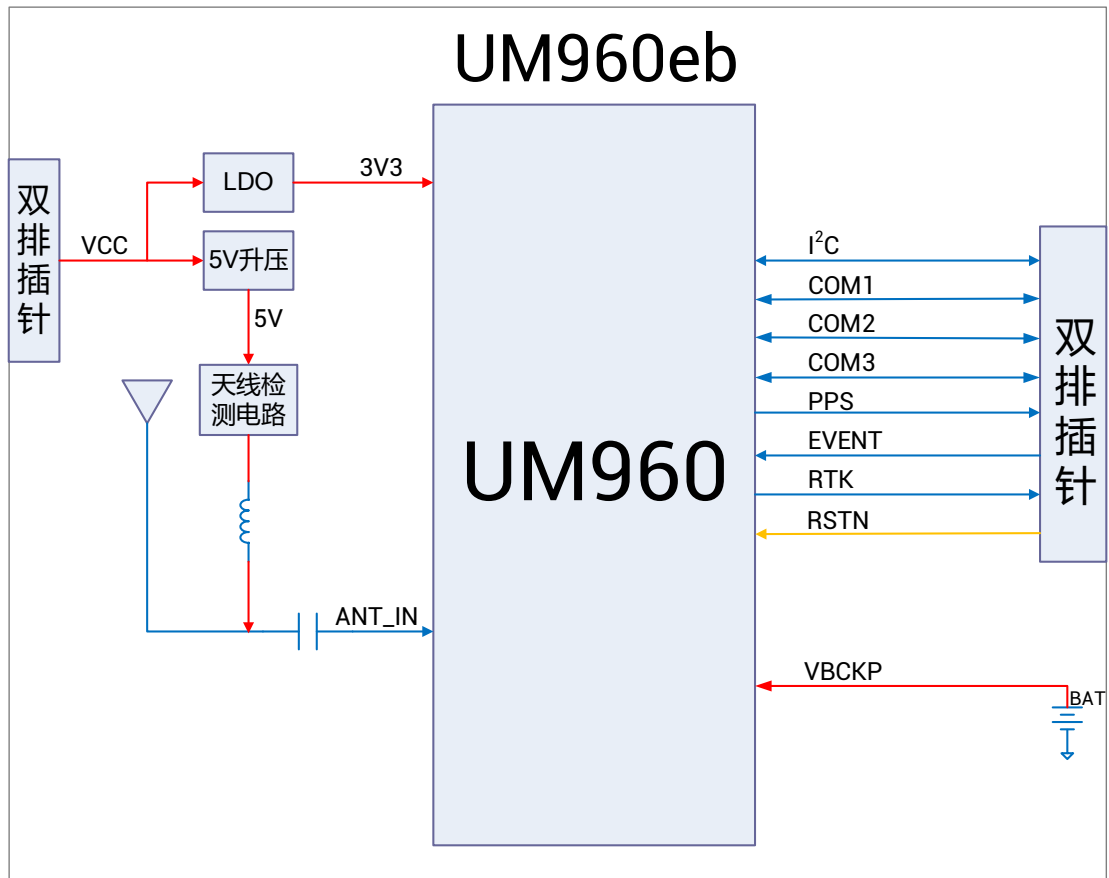 UM960eb
双
排
插
针
VCC
LDO
3V3
5V升压
5V
天线检
测电路
ANT_IN
UM960
I²C
COM1
COM2
COM3
PPS
EVENT
RTK
RSTN
双
排
插
针
VBCKP
BAT